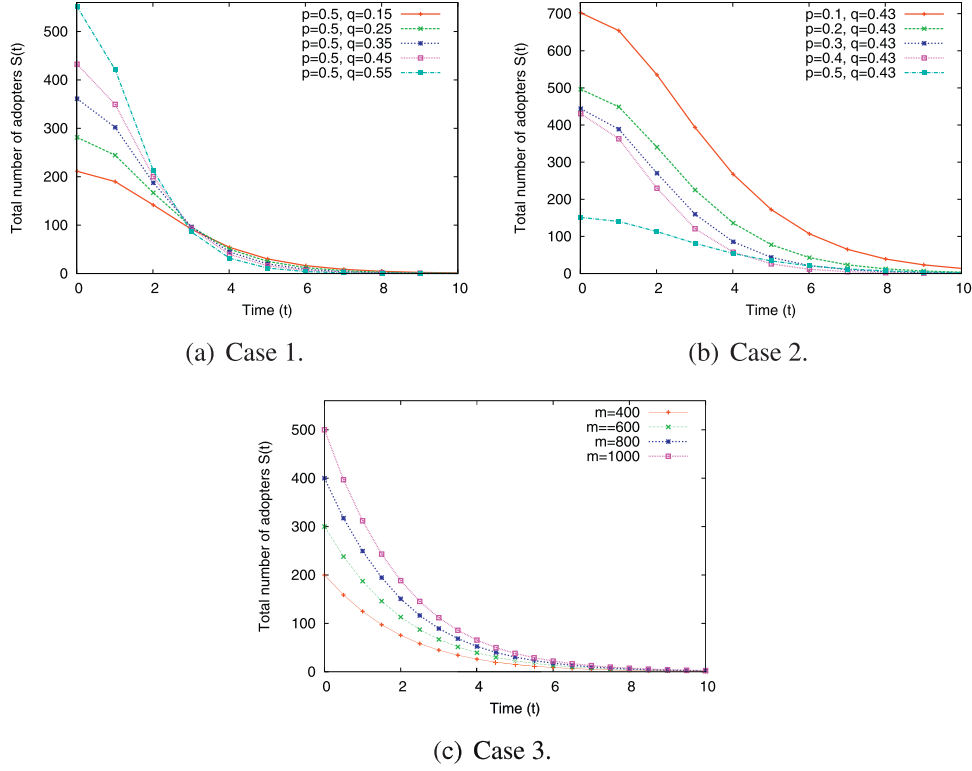 Total number of adopters S(t)
500
400
300
200
100
0
0 2 4 6 8 10
Time (t)
p=0.5, q=0.15
p=0.5, q=0.25
p=0.5, q=0.35
p=0.5, q=0.45
p=0.5, q=0.55
(a) Case 1.
Total number of adopters S(t)
700
600
500
400
300
200
100
0
0 2 4 6 8 10
Time (t)
p=0.1, q=0.43
p=0.2, q=0.43
p=0.3, q=0.43
p=0.4, q=0.43
p=0.5, q=0.43
(b) Case 2.
Total number of adopters S(t)
500
400
300
200
100
0
0 2 4 6 8 10
Time (t)
m=400
m==600
m=800
m=1000
(c) Case 3.